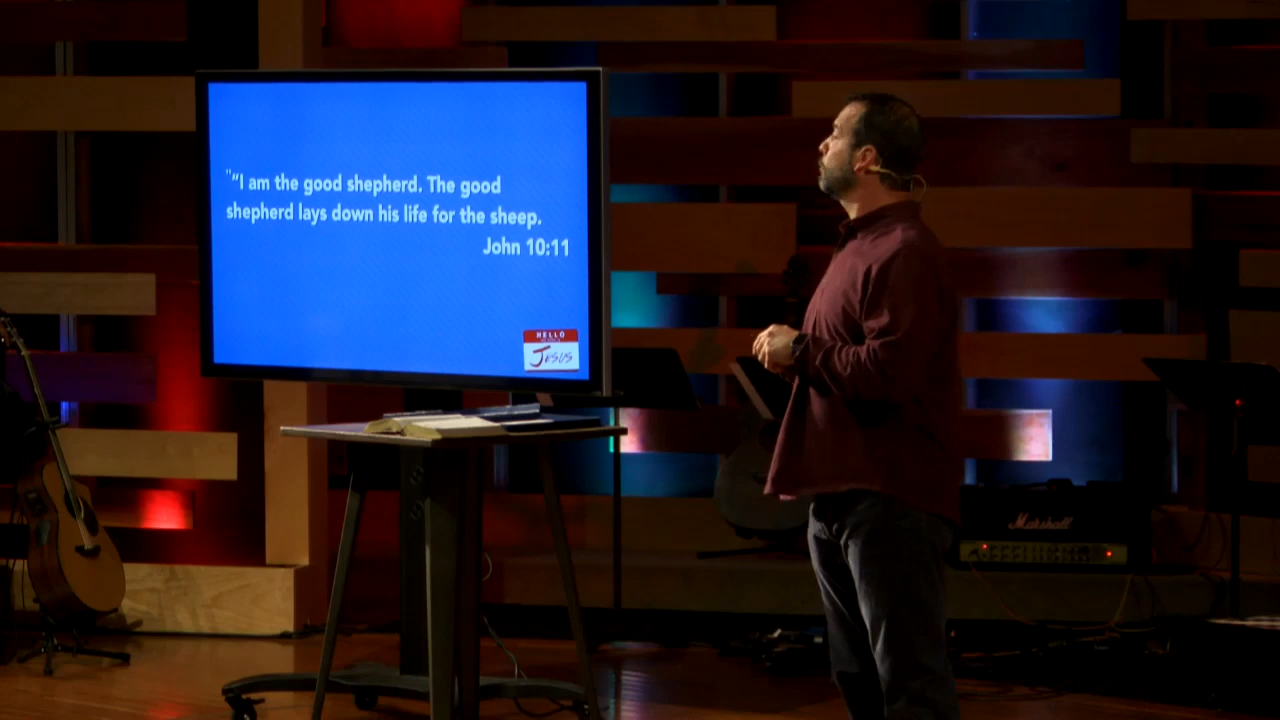 "“I am the good shepherd. The good
shepherd lays down his life for the sheep.
John 10:11
HELLO
Jesus
Marshall